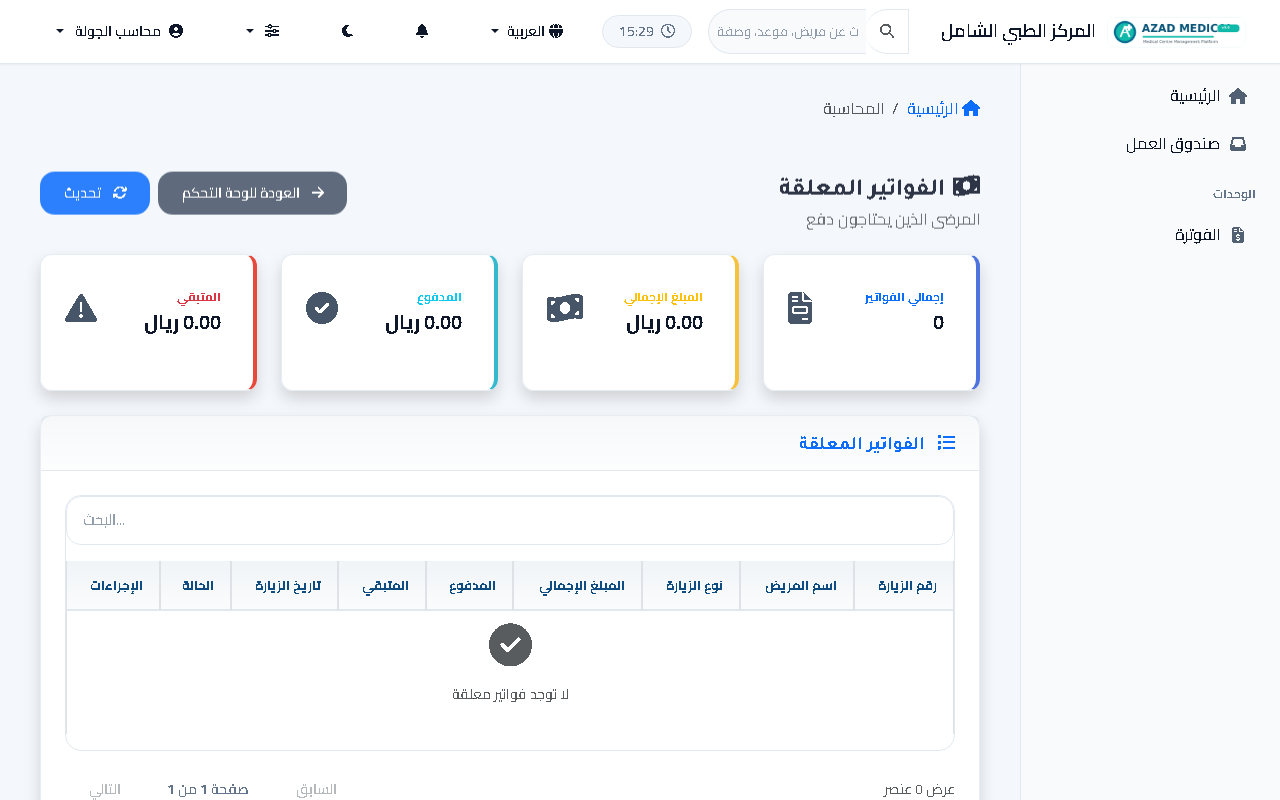 AZAD MEDIC
Medical Centre Management Platform
المركز الطبي الشامل
ث عن مريض، موعد، وصفة
15:29
العربية
محاسب الجولة
الرئيسية
صندوق العمل
الوحدات
الفوترة
الرئيسية / المحاسبة
الفواتير المعلقة
المرضى الذين يحتاجون دفع
العودة للوحة التحكم
تحديث
إجمالي الفواتير
0
المبلغ الإجمالي
0.00 ريال
المدفوع
0.00 ريال
المتبقي
0.00 ريال
الفواتير المعلقة
البحث...
رقم الزيارة اسم المريض نوع الزيارة المبلغ الإجمالي المدفوع المتبقي تاريخ الزيارة الحالة الإجراءات
لا توجد فواتير معلقة
عرض 0 عنصر
السابق صفحة 1 من 1 التالي